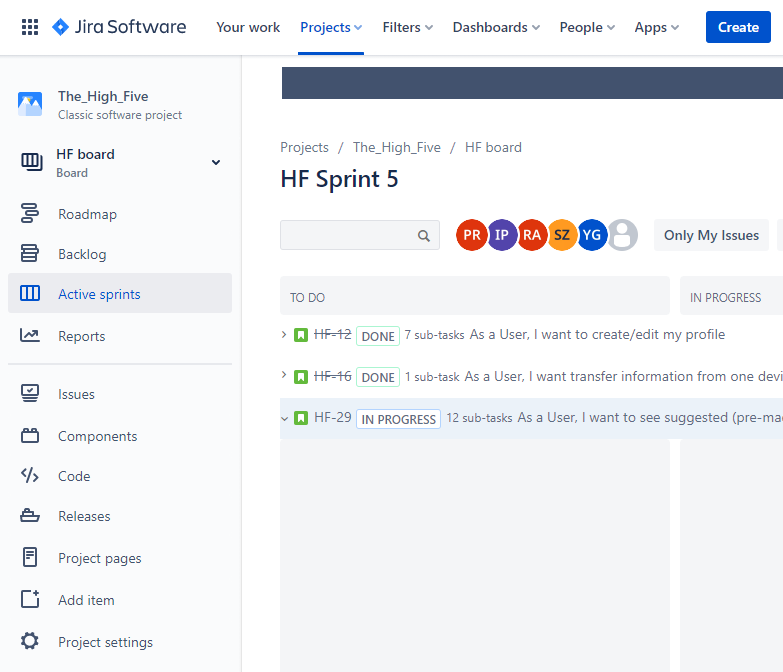 Jira Software Your work Projects Filters Dashboards People Apps Create
The_High_Five
Classic software project
HF board
Board
Roadmap
Backlog
Active sprints
Reports
Issues
Components
Code
Releases
Project pages
Add item
Project settings
Projects / The_High_Five / HF board
HF Sprint 5
PR IP RA SZ YG Only My Issues
TO DO IN PROGRESS
HF-12 DONE 7 sub-tasks As a User, I want to create/edit my profile
HF-16 DONE 1 sub-task As a User, I want transfer information from one devi
HF-29 IN PROGRESS 12 sub-tasks As a User, I want to see suggested (pre-ma